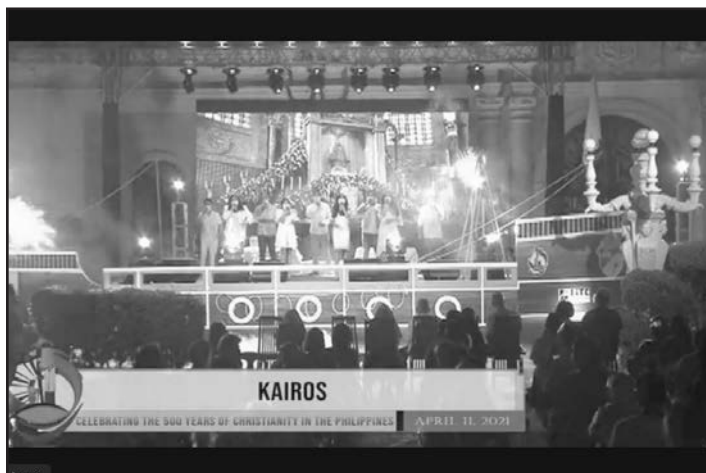 KAIROS
CELEBRATING THE 500 YEARS OF CHRISTIANITY IN THE PHILIPPINES
APRIL 11, 2021